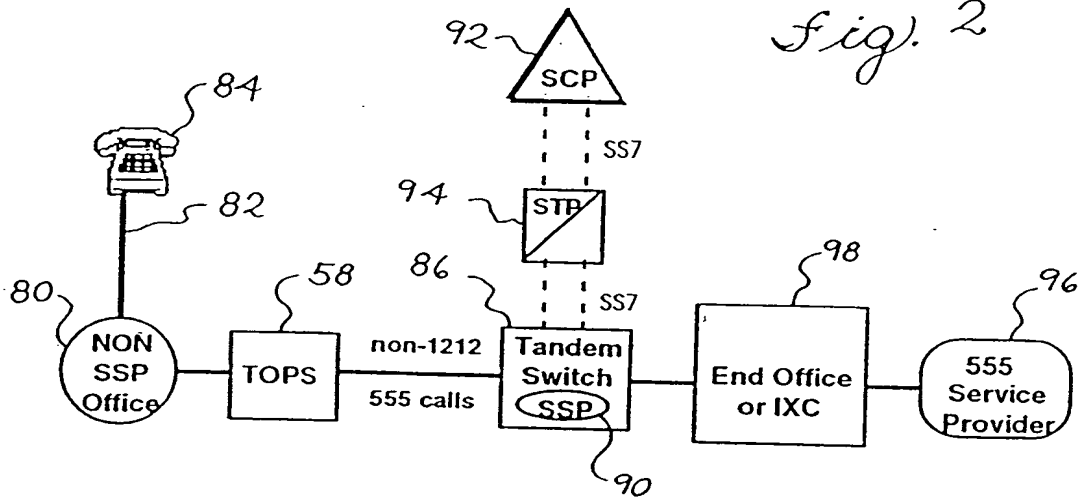 Fig. 2
92
SCP
84
SS7
94
STP
82
86
98
SS7
96
80
58
NON
SSP
Office
TOPS
non-1212
555 calls
Tandem
Switch
SSP
End Office
or IXC
555
Service
Provider
90